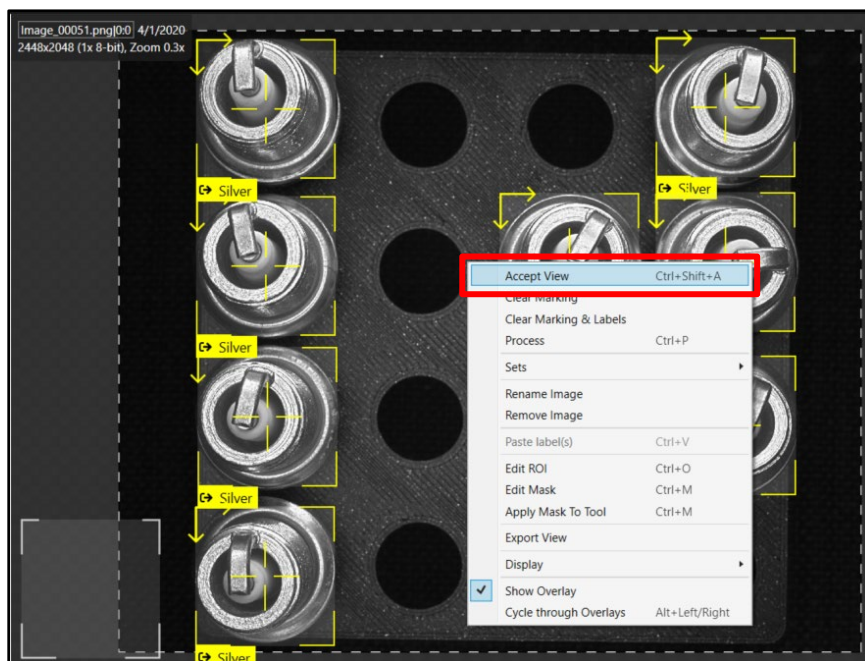 Image_00051.png|0:0 4/1/2020
2448x2048 (1x 8-bit), Zoom 0.3x
Silver
Silver
Silver
Silver
Silver
Accept View Ctrl+Shift+A
Clear Marking
Clear Marking & Labels
Process Ctrl+P
Sets
Rename Image
Remove Image
Paste label(s) Ctrl+V
Edit ROI Ctrl+O
Edit Mask Ctrl+M
Apply Mask To Tool Ctrl+M
Export View
Display
Show Overlay
Cycle through Overlays Alt+Left/Right